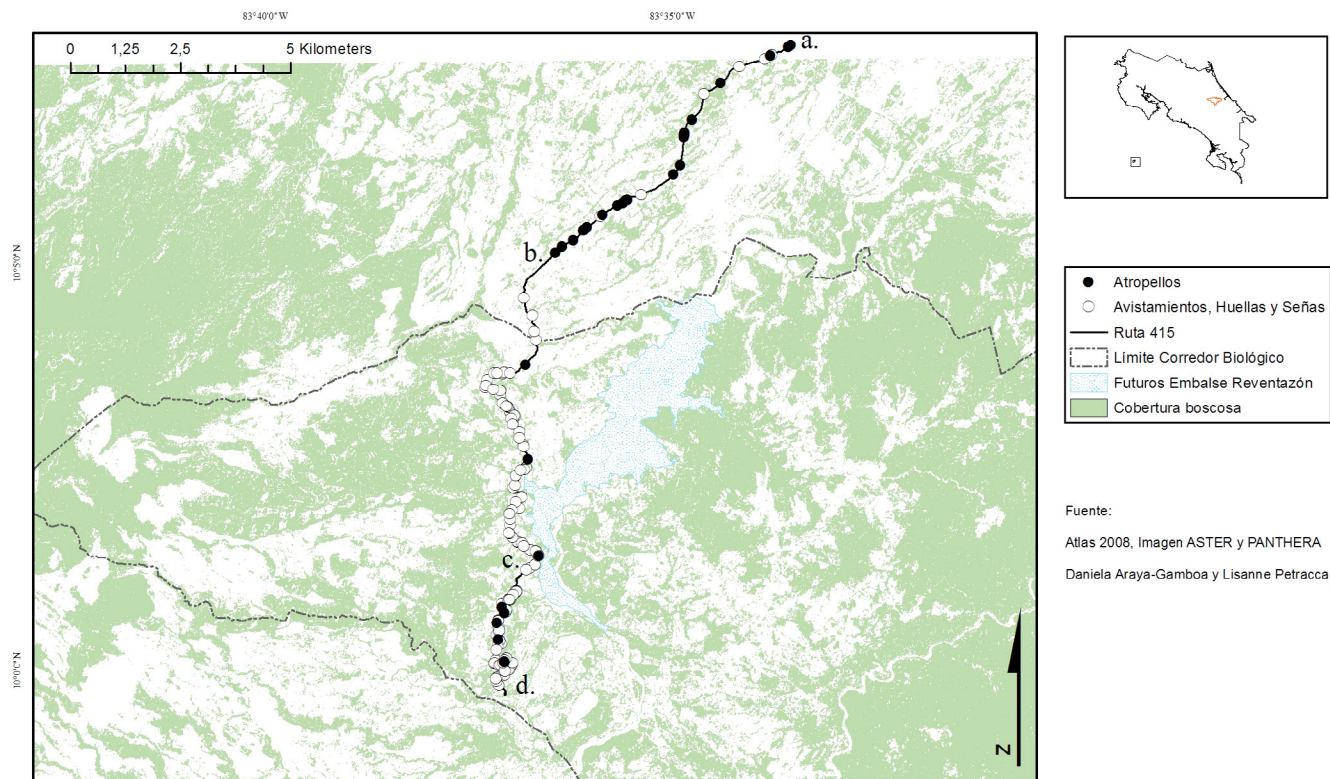 83°40'0"W
83°35'0"W
0 1,25 2,5 5 Kilometers
a.
b.
10°5'0"N
c.
10°0'0"N
d.
N
Atropellos
Avistamientos, Huellas y Señas
Ruta 415
Límite Corredor Biológico
Futuros Embalse Reventazón
Cobertura boscosa
Fuente:
Atlas 2008, Imagen ASTER y PANTHERA
Daniela Araya-Gamboa y Lisanne Petracca